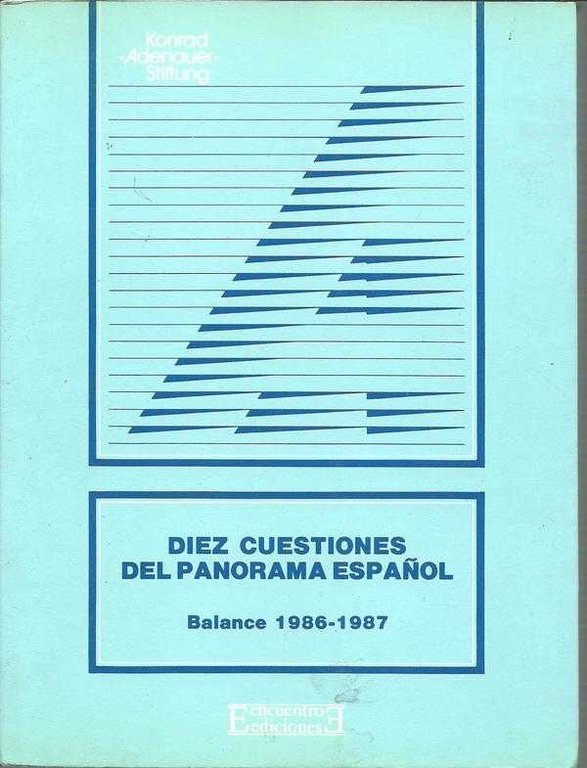 Konrad
-Adenauer-
Stiftung
DIEZ CUESTIONES
DEL PANORAMA ESPAÑOL
Balance 1986-1987
encuentro
ediciones